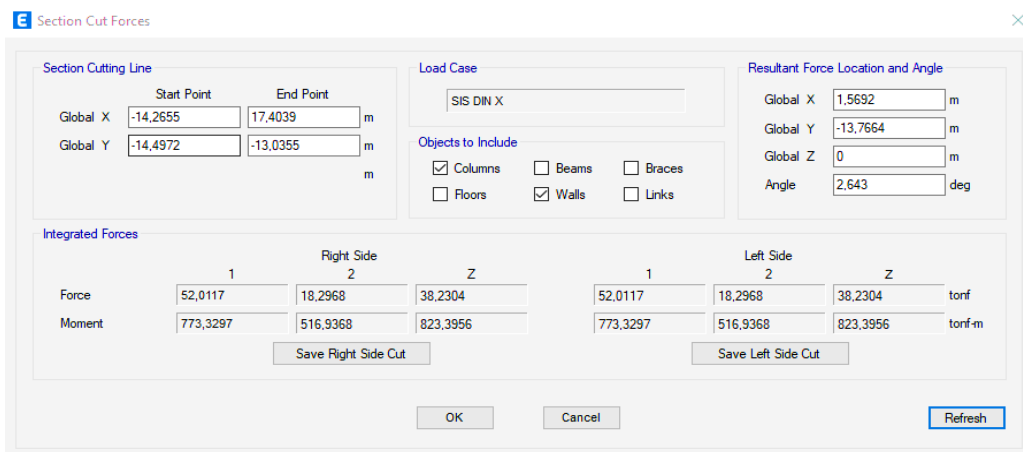 E Section Cut Forces
Section Cutting Line
Start Point End Point
Global X -14,2655 17,4039 m
Global Y -14,4972 -13,0355 m
m
Load Case
SIS DIN X
Objects to Include
Columns Beams Braces
Floors Walls Links
Resultant Force Location and Angle
Global X 1,5692 m
Global Y -13,7664 m
Global Z 0 m
Angle 2,643 deg
Integrated Forces
Right Side Left Side
1 2 Z 1 2 Z
Force 52,0117 18,2968 38,2304 52,0117 18,2968 38,2304 tonf
Moment 773,3297 516,9368 823,3956 773,3297 516,9368 823,3956 tonf-m
Save Right Side Cut Save Left Side Cut
OK Cancel Refresh